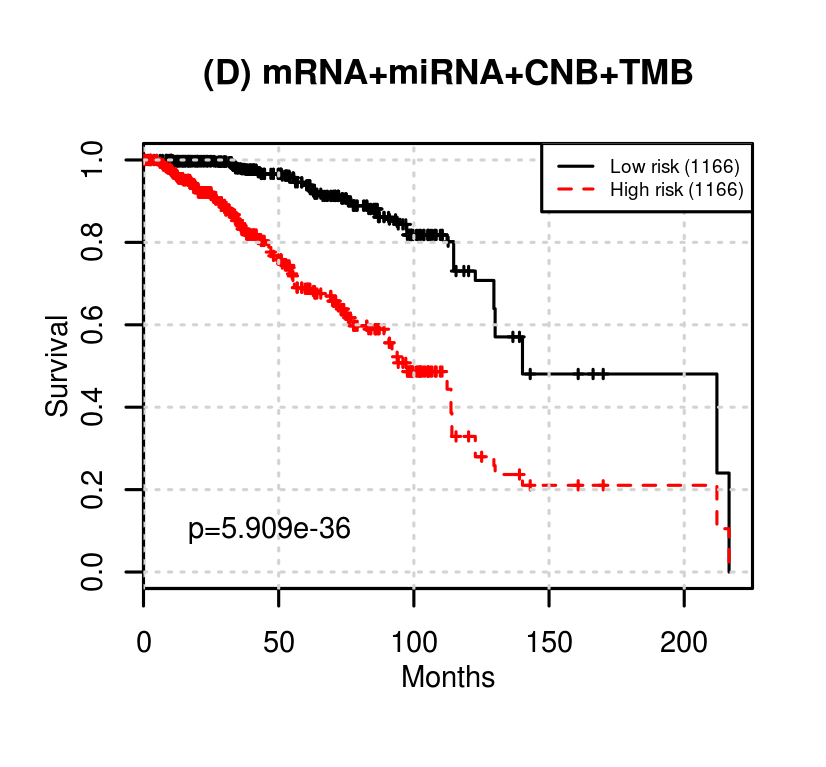 (D) mRNA+miRNA+CNB+TMB
Low risk (1166)
High risk (1166)
1.0
0.8
0.6
0.4
0.2
0.0
Survival
p=5.909e-36
0 50 100 150 200
Months